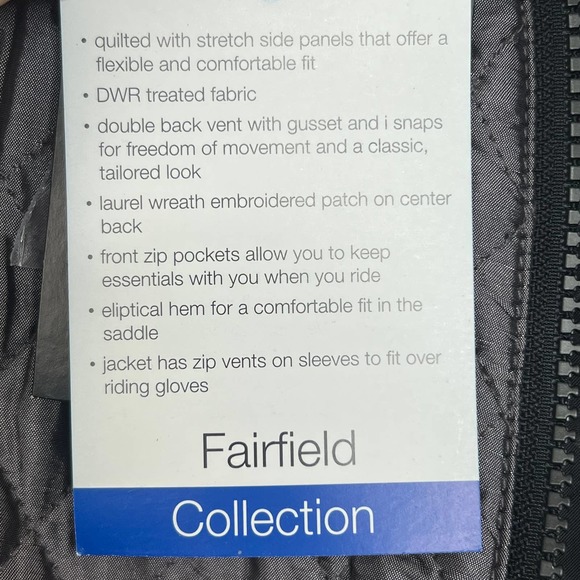 • quilted with stretch side panels that offer a
flexible and comfortable fit
• DWR treated fabric
• double back vent with gusset and i snaps
for freedom of movement and a classic,
tailored look
• laurel wreath embroidered patch on center
back
• front zip pockets allow you to keep
essentials with you when you ride
• eliptical hem for a comfortable fit in the
saddle
• jacket has zip vents on sleeves to fit over
riding gloves
Fairfield
Collection